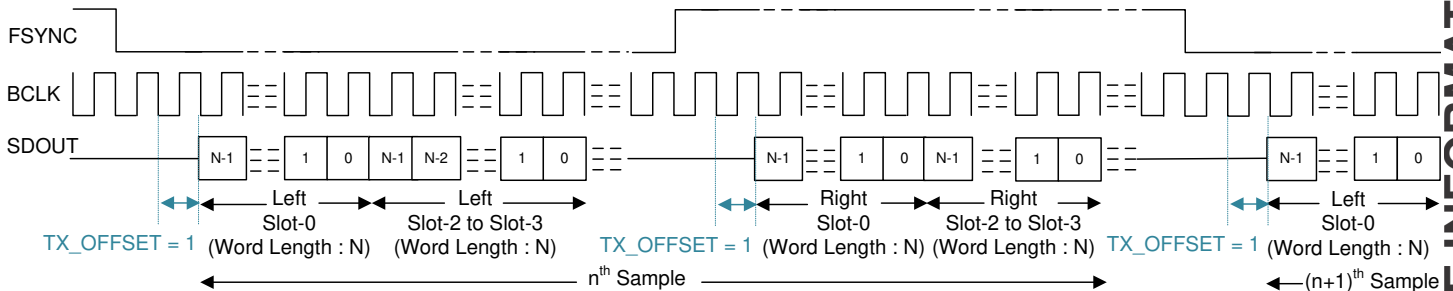 FSYNC
BCLK
SDOUT
N-1 1 0 N-1 N-2 1 0 N-1 1 0 N-1 1 0 N-1 1 0
TX_OFFSET = 1
Left
Slot-0
(Word Length : N)
Left
Slot-2 to Slot-3
(Word Length : N)
TX_OFFSET = 1
Right
Slot-0
(Word Length : N)
Right
Slot-2 to Slot-3
(Word Length : N)
TX_OFFSET = 1
Left
Slot-0
(Word Length : N)
nth Sample
(n+1)th Sample